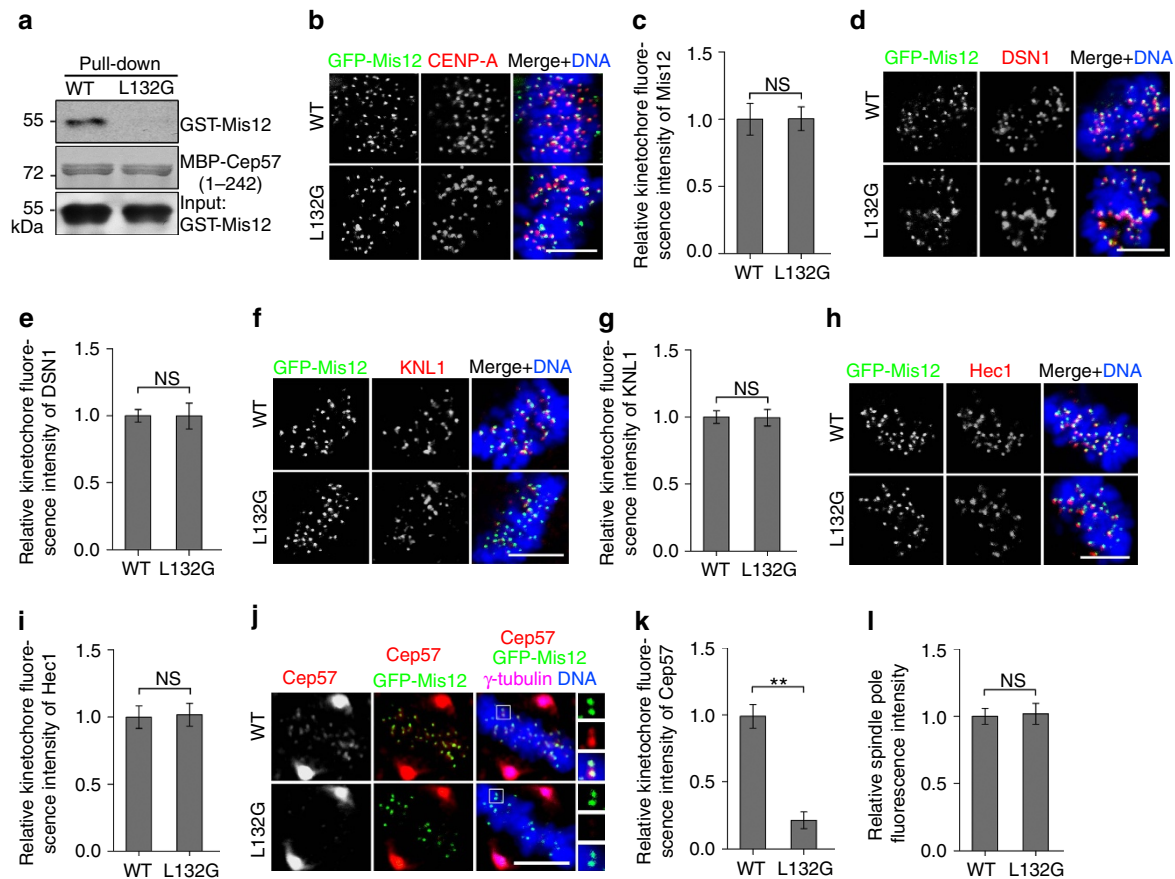 a
Pull-down
WT L132G
55
GST-Mis12
72
MBP-Cep57
(1–242)
55
kDa
Input:
GST-Mis12
b
GFP-Mis12 CENP-A Merge+DNA
WT
L132G
c
Relative kinetochore fluore-
scence intensity of Mis12
1.5
1.0
0.5
0.0
NS
WT L132G
d
GFP-Mis12 DSN1 Merge+DNA
WT
L132G
e
Relative kinetochore fluore-
scence intensity of DSN1
1.5
1.0
0.5
0.0
NS
WT L132G
f
GFP-Mis12 KNL1 Merge+DNA
WT
L132G
g
Relative kinetochore fluore-
scence intensity of KNL1
1.5
1.0
0.5
0.0
NS
WT L132G
h
GFP-Mis12 Hec1 Merge+DNA
WT
L132G
i
Relative kinetochore fluore-
scence intensity of Hec1
1.5
1.0
0.5
0.0
NS
WT L132G
j
Cep57
Cep57
GFP-Mis12
Cep57
GFP-Mis12
γ-tubulin DNA
WT
L132G
k
Relative kinetochore fluore-
scence intensity of Cep57
1.5
1.0
0.5
0
**
WT L132G
l
Relative spindle pole
fluorescence intensity
1.5
1.0
0.5
0.0
NS
WT L132G